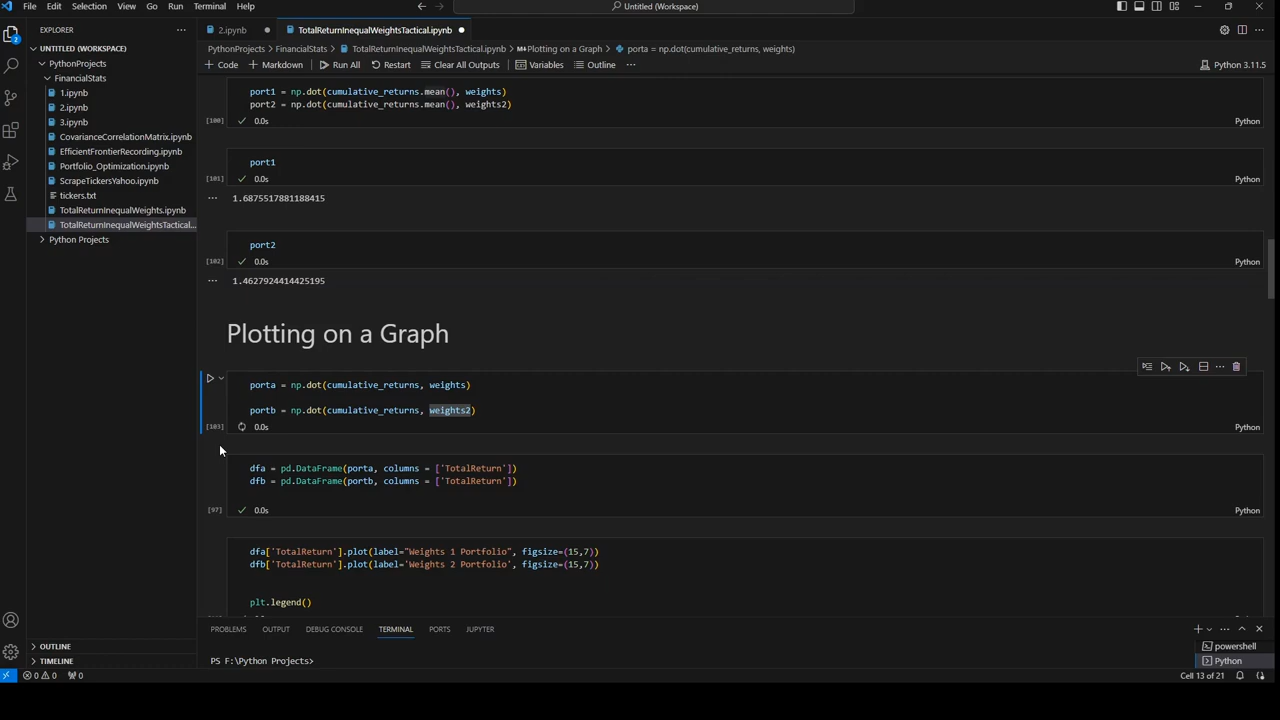 File Edit Selection View Go Run Terminal Help
Untitled (Workspace)
EXPLORER
2.ipynb
TotalReturnInequalWeightsTactical.ipynb
UNTITLED (WORKSPACE)
PythonProjects > FinancialStats > TotalReturnInequalWeightsTactical.ipynb > Plotting on a Graph > porta = np.dot(cumulative_returns, weights)
PythonProjects
+ Code + Markdown Run All Restart Clear All Outputs Variables Outline ...
Python 3.11.5
FinancialStats
1.ipynb
2.ipynb
3.ipynb
CovarianceCorrelationMatrix.ipynb
EfficientFrontierRecording.ipynb
Portfolio_Optimization.ipynb
ScrapeTickersYahoo.ipynb
tickers.txt
TotalReturnInequalWeights.ipynb
TotalReturnInequalWeightsTactical...
Python Projects
2
port1 = np.dot(cumulative_returns.mean(), weights)
port2 = np.dot(cumulative_returns.mean(), weights2)
[100] 0.0s Python
port1
[101] 0.0s Python
... 1.6875517881188415
port2
[102] 0.0s Python
... 1.4627924414425195
Plotting on a Graph
porta = np.dot(cumulative_returns, weights)
portb = np.dot(cumulative_returns, weights2)
[103] 0.0s Python
dfa = pd.DataFrame(porta, columns = ['TotalReturn'])
dfb = pd.DataFrame(portb, columns = ['TotalReturn'])
[97] 0.0s Python
dfa['TotalReturn'].plot(label="Weights 1 Portfolio", figsize=(15,7))
dfb['TotalReturn'].plot(label='Weights 2 Portfolio', figsize=(15,7))
plt.legend()
PROBLEMS OUTPUT DEBUG CONSOLE TERMINAL PORTS JUPYTER
PS F:\Python Projects>
powershell
Python
OUTLINE
TIMELINE
0 0 0
Cell 13 of 21